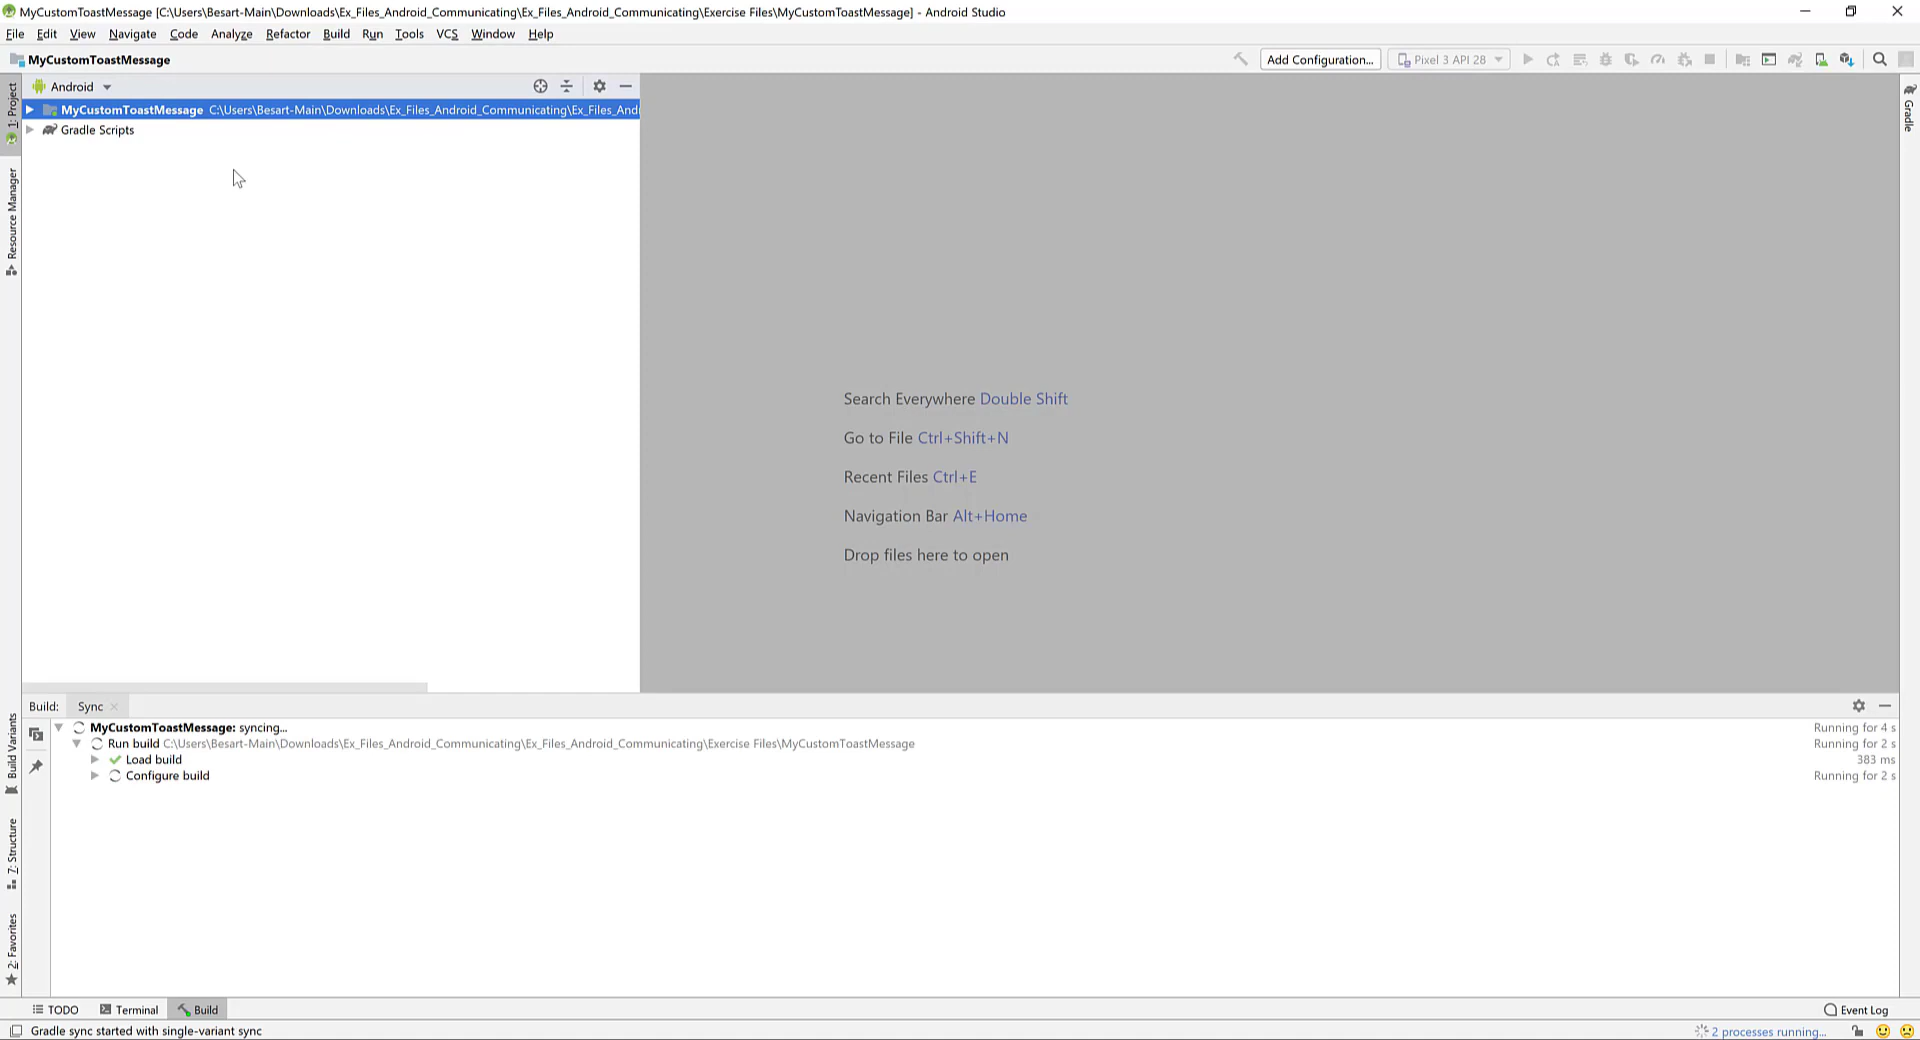 MyCustomToastMessage [C:\Users\Besart-Main\Downloads\Ex_Files_Android_Communicating\Ex_Files_Android_Communicating\Exercise Files\MyCustomToastMessage] - Android Studio
File Edit View Navigate Code Analyze Refactor Build Run Tools VCS Window Help
MyCustomToastMessage
Add Configuration...
Pixel 3 API 28
1: Project
Android
MyCustomToastMessage C:\Users\Besart-Main\Downloads\Ex_Files_Android_Communicating\Ex_Files_And
Gradle Scripts
Gradle
Resource Manager
Search Everywhere Double Shift
Go to File Ctrl+Shift+N
Recent Files Ctrl+E
Navigation Bar Alt+Home
Drop files here to open
Build: Sync
MyCustomToastMessage: syncing... Running for 4 s
Run build C:\Users\Besart-Main\Downloads\Ex_Files_Android_Communicating\Ex_Files_Android_Communicating\Exercise Files\MyCustomToastMessage Running for 2 s
Load build 383 ms
Configure build Running for 2 s
Build Variants
7: Structure
2: Favorites
TODO Terminal Build Event Log
Gradle sync started with single-variant sync 2 processes running...